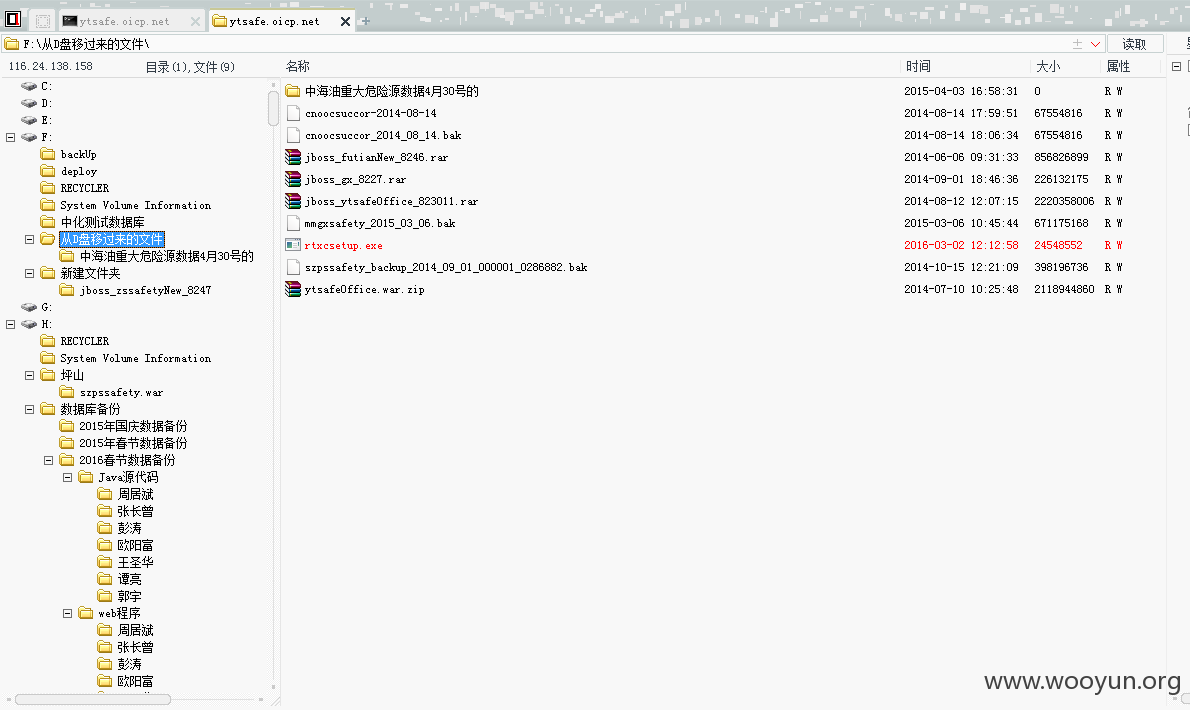 ytsafe.oicp.net
ytsafe.oicp.net
F:\从D盘移过来的文件\
读取
116.24.138.158 目录(1),文件(9)
名称 时间 大小 属性
C:
D:
E:
F:
backUp
deploy
RECYCLER
System Volume Information
中化测试数据库
从D盘移过来的文件
中海油重大危险源数据4月30号的
新建文件夹
jboss_zssafetyNew_8247
G:
H:
RECYCLER
System Volume Information
坪山
szpssafety.war
数据库备份
2015年国庆数据备份
2015年春节数据备份
2016春节数据备份
Java源代码
周居斌
张长曾
彭涛
欧阳富
王圣华
谭亮
郭宇
web程序
周居斌
张长曾
彭涛
欧阳富
中海油重大危险源数据4月30号的 2015-04-03 16:58:31 0 R W
cnoocsuccor-2014-08-14 2014-08-14 17:59:51 67554816 R W
cnoocsuccor_2014_08_14.bak 2014-08-14 18:06:34 67554816 R W
jboss_futianNew_8246.rar 2014-06-06 09:31:33 856826899 R W
jboss_gx_8227.rar 2014-09-01 18:46:36 226132175 R W
jboss_ytsafeOffice_823011.rar 2014-08-12 12:07:15 2220358006 R W
mmgxsafety_2015_03_06.bak 2015-03-06 10:45:44 671175168 R W
rtxcsetup.exe 2016-03-02 12:12:58 24548552 R W
szpssafety_backup_2014_09_01_000001_0286882.bak 2014-10-15 12:21:09 398196736 R W
ytsafeOffice.war.zip 2014-07-10 10:25:48 2118944860 R W
www.wooyun.org